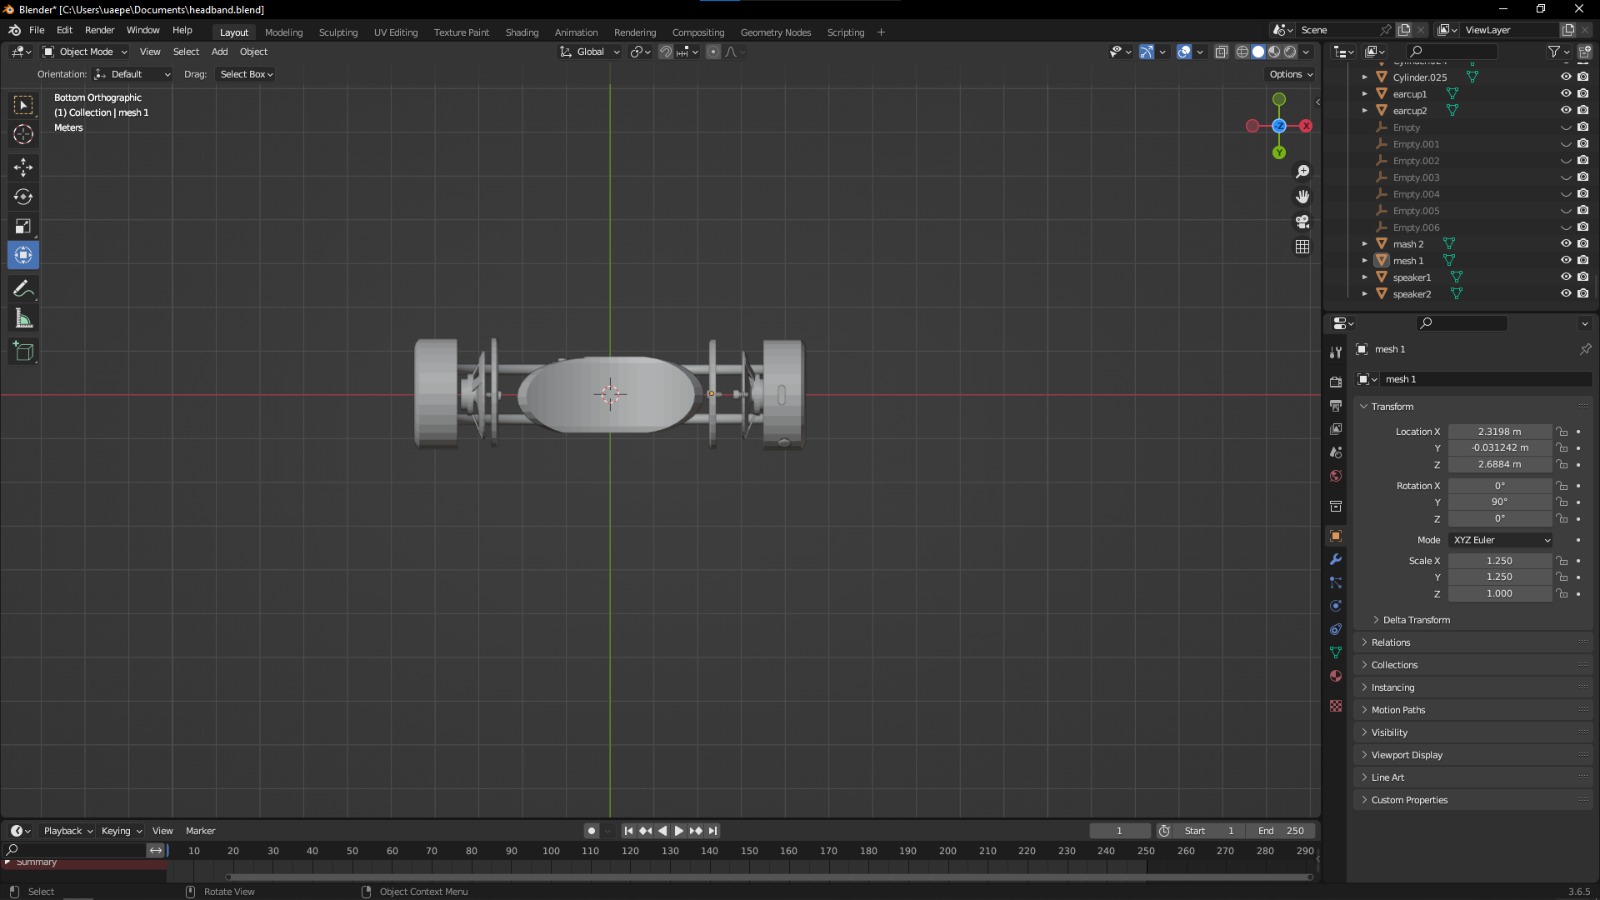 Blender* [C:\Users\uaepe\Documents\headband.blend]
File Edit Render Window Help Layout Modeling Sculpting UV Editing Texture Paint Shading Animation Rendering Compositing Geometry Nodes Scripting + Scene ViewLayer
Object Mode View Select Add Object Global
Orientation: Default Drag: Select Box Options
Bottom Orthographic
(1) Collection | mesh 1
Meters
X
Y
-Z
Cylinder.025
earcup1
earcup2
Empty
Empty.001
Empty.002
Empty.003
Empty.004
Empty.005
Empty.006
mash 2
mesh 1
speaker1
speaker2
mesh 1
mesh 1
Transform
Location X 2.3198 m
Y -0.031242 m
Z 2.6884 m
Rotation X 0°
Y 90°
Z 0°
Mode XYZ Euler
Scale X 1.250
Y 1.250
Z 1.000
Delta Transform
Relations
Collections
Instancing
Motion Paths
Visibility
Viewport Display
Line Art
Custom Properties
Playback Keying View Marker 1 Start 1 End 250
10 20 30 40 50 60 70 80 90 100 110 120 130 140 150 160 170 180 190 200 210 220 230 240 250 260 270 280 290
Summary
Select Rotate View Object Context Menu 3.6.5